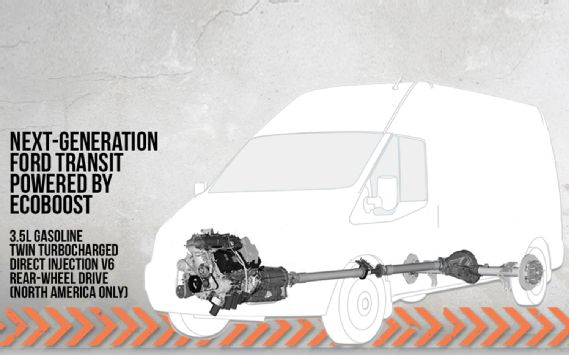 NEXT-GENERATION
FORD TRANSIT
POWERED BY
ECOBOOST
3.5L GASOLINE
TWIN TURBOCHARGED
DIRECT INJECTION V6
REAR-WHEEL DRIVE
(NORTH AMERICA ONLY)